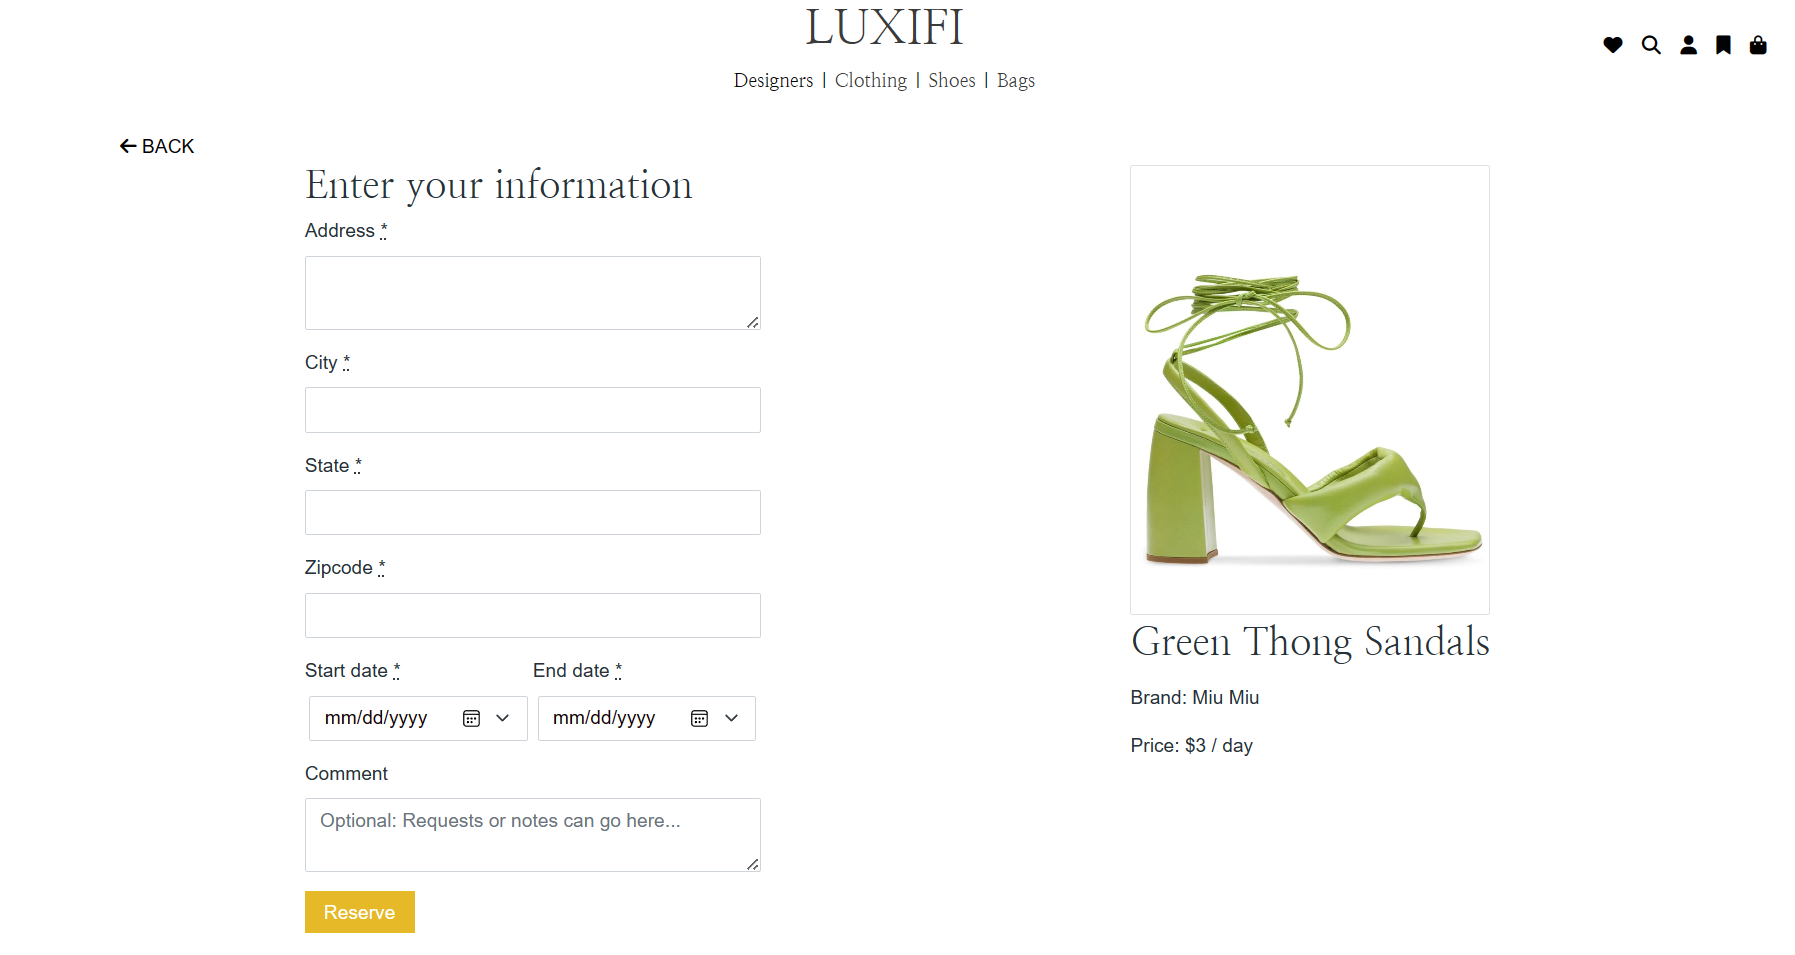 LUXIFI
Designers | Clothing | Shoes | Bags
BACK
Enter your information
Address *
City *
State *
Zipcode *
Start date * End date *
mm/dd/yyyy mm/dd/yyyy
Comment
Optional: Requests or notes can go here...
Reserve
Green Thong Sandals
Brand: Miu Miu
Price: $3 / day